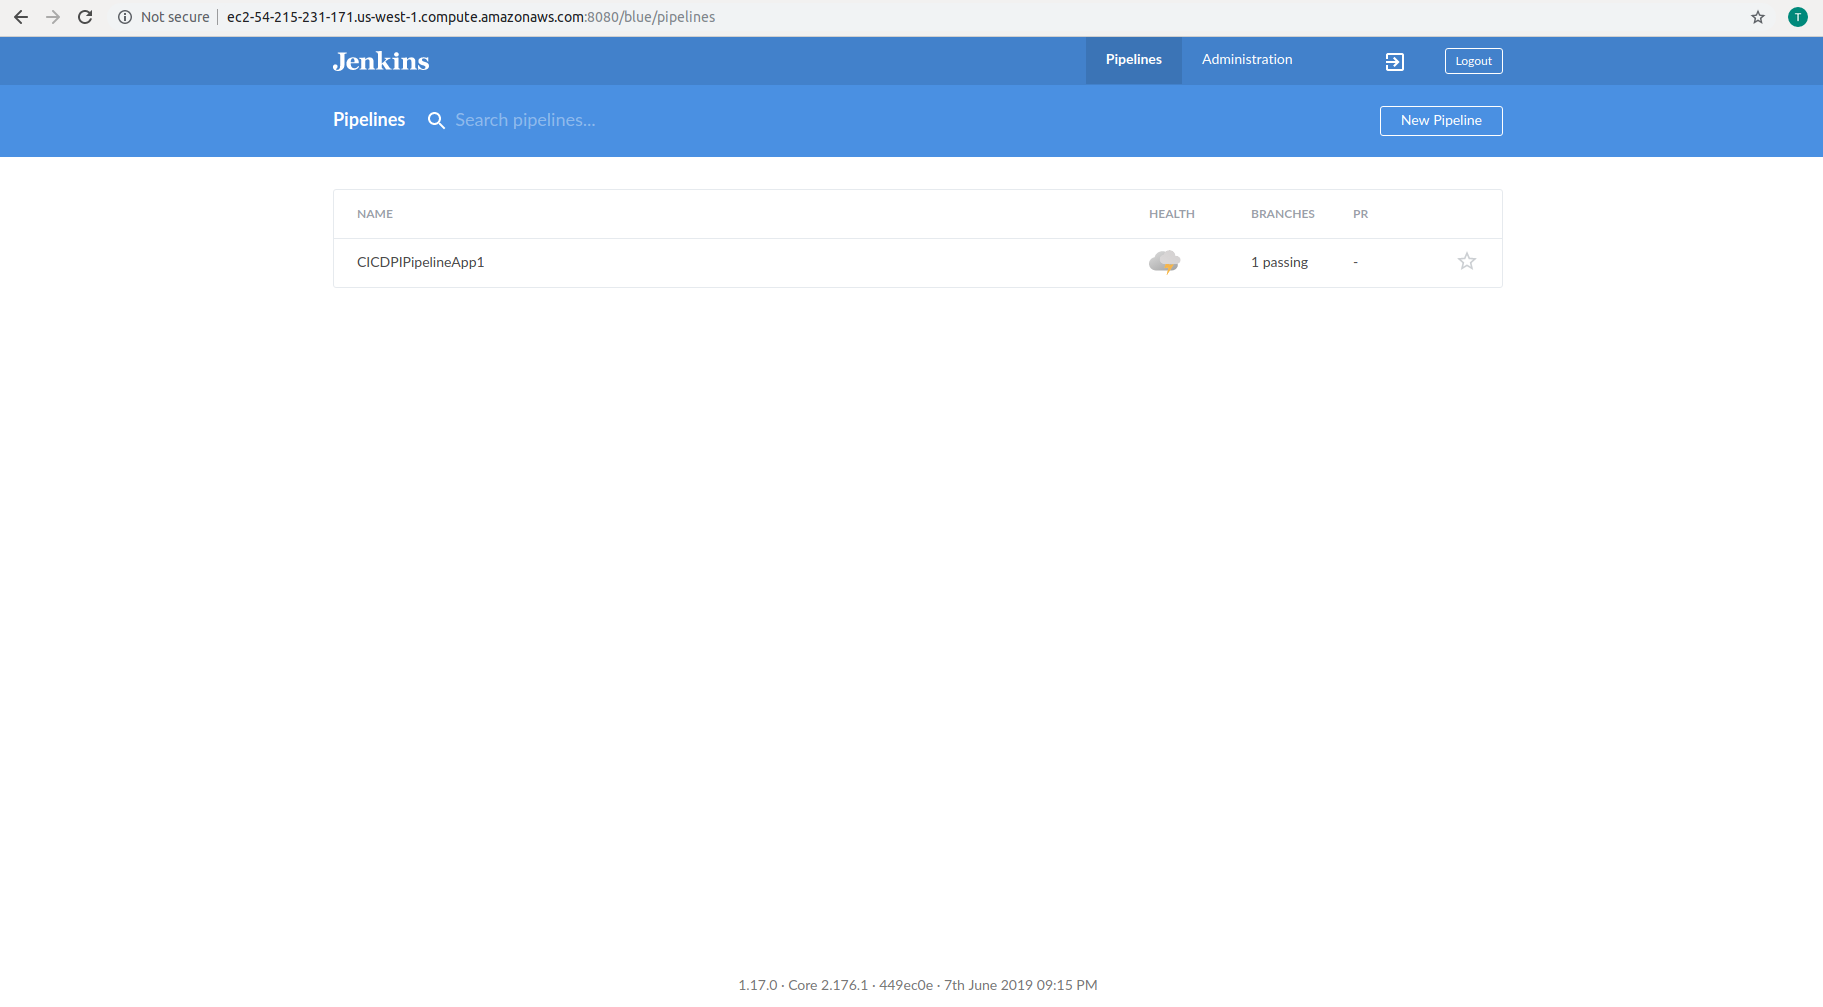 Not secure | ec2-54-215-231-171.us-west-1.compute.amazonaws.com:8080/blue/pipelines
T
Jenkins
Pipelines
Administration
Logout
Pipelines
Search pipelines...
New Pipeline
NAME HEALTH BRANCHES PR
CICDPIPipelineApp1 1 passing -
1.17.0 · Core 2.176.1 · 449ec0e · 7th June 2019 09:15 PM